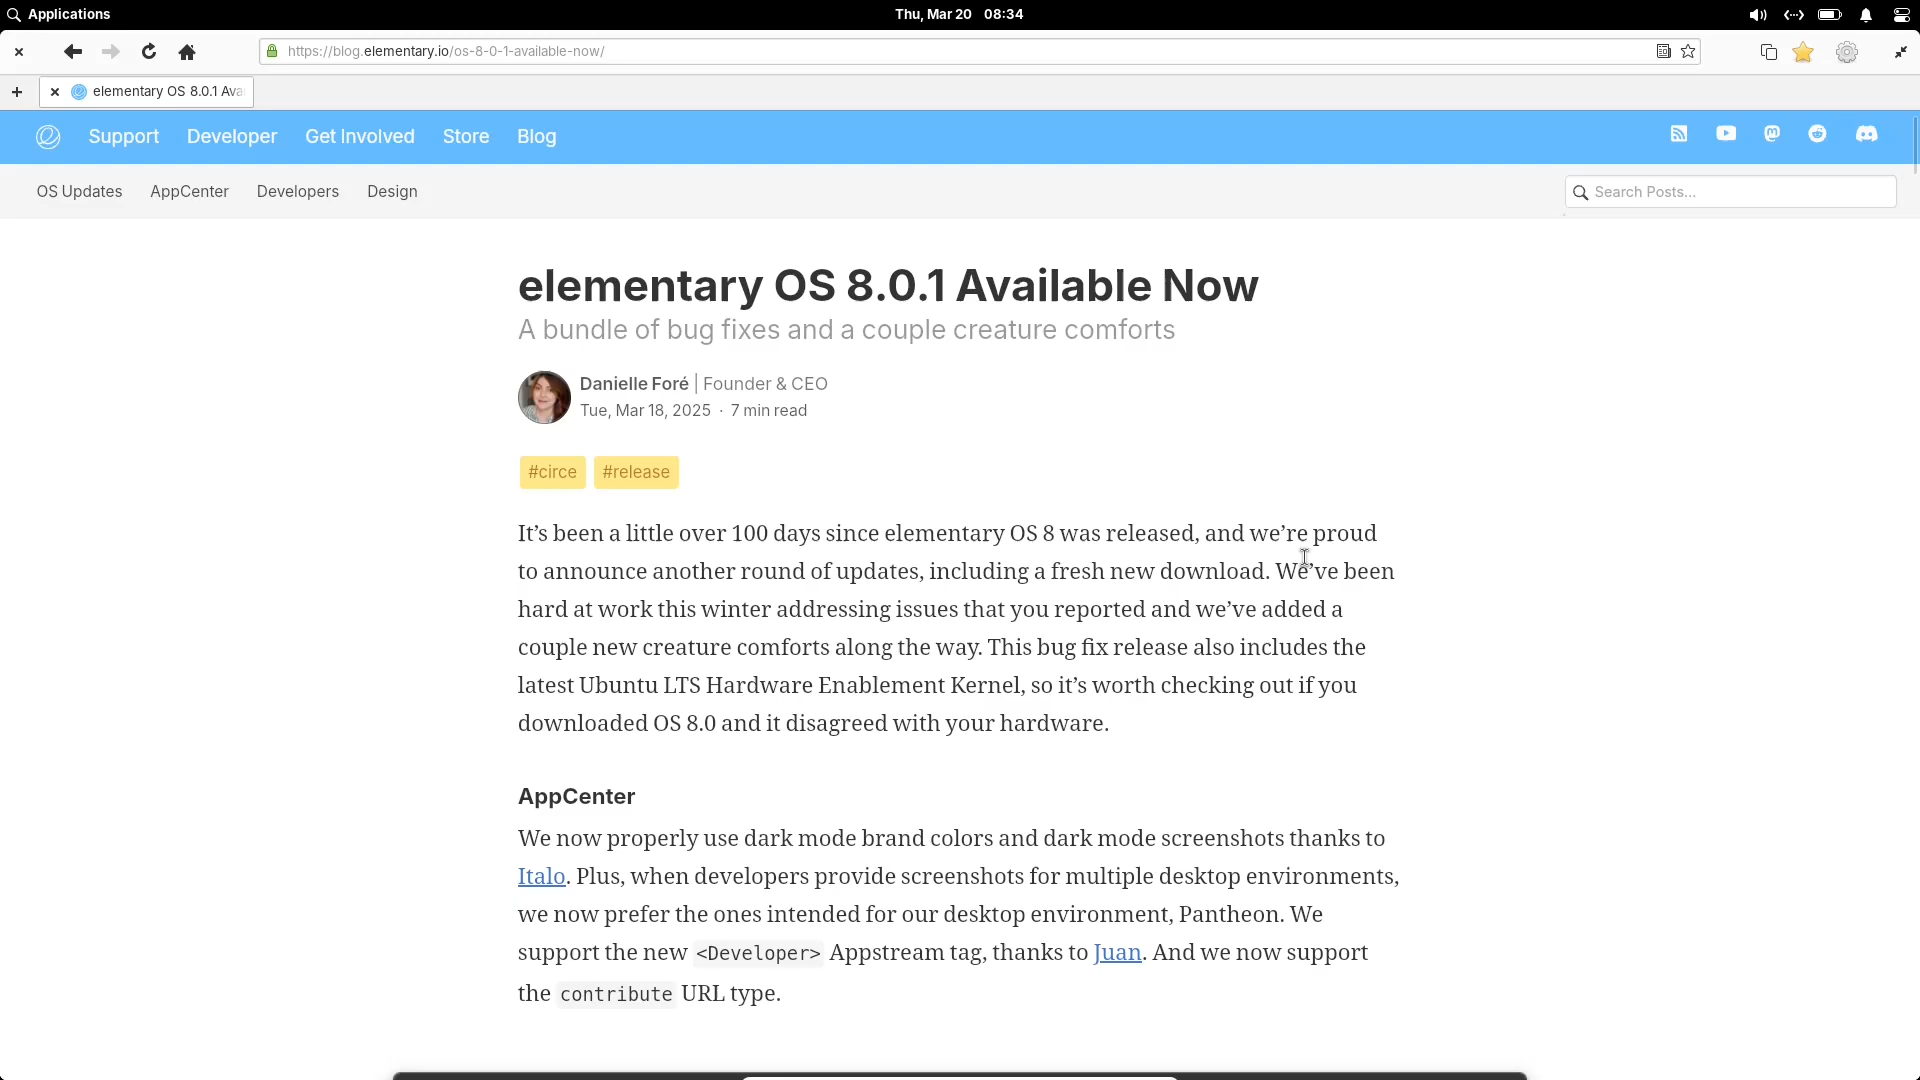 Applications
Thu, Mar 20 08:34
https://blog.elementary.io/os-8-0-1-available-now/
elementary OS 8.0.1 Ava
Support Developer Get Involved Store Blog
OS Updates AppCenter Developers Design
Search Posts...
elementary OS 8.0.1 Available Now
A bundle of bug fixes and a couple creature comforts
Danielle Foré | Founder & CEO
Tue, Mar 18, 2025 · 7 min read
#circe #release
It’s been a little over 100 days since elementary OS 8 was released, and we’re proud
to announce another round of updates, including a fresh new download. We’ve been
hard at work this winter addressing issues that you reported and we’ve added a
couple new creature comforts along the way. This bug fix release also includes the
latest Ubuntu LTS Hardware Enablement Kernel, so it’s worth checking out if you
downloaded OS 8.0 and it disagreed with your hardware.
AppCenter
We now properly use dark mode brand colors and dark mode screenshots thanks to
Italo. Plus, when developers provide screenshots for multiple desktop environments,
we now prefer the ones intended for our desktop environment, Pantheon. We
support the new <Developer> Appstream tag, thanks to Juan. And we now support
the contribute URL type.